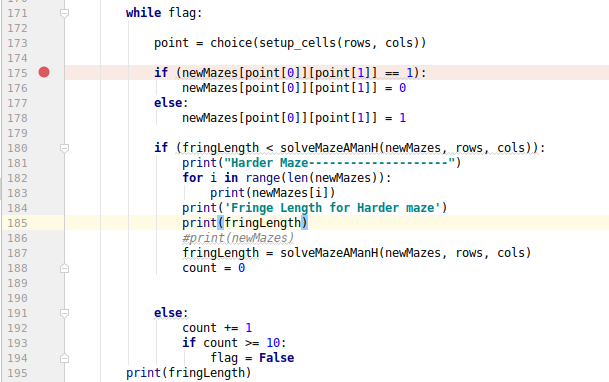 171 while flag:
172
173 point = choice(setup_cells(rows, cols))
174
175 if (newMazes[point[0]][point[1]] == 1):
176 newMazes[point[0]][point[1]] = 0
177 else:
178 newMazes[point[0]][point[1]] = 1
179
180 if (fringLength < solveMazeAManH(newMazes, rows, cols)):
181 print("Harder Maze--------------------")
182 for i in range(len(newMazes)):
183 print(newMazes[i])
184 print('Fringe Length for Harder maze')
185 print(fringLength)
186 #print(newMazes)
187 fringLength = solveMazeAManH(newMazes, rows, cols)
188 count = 0
189
190
191 else:
192 count += 1
193 if count >= 10:
194 flag = False
195 print(fringLength)